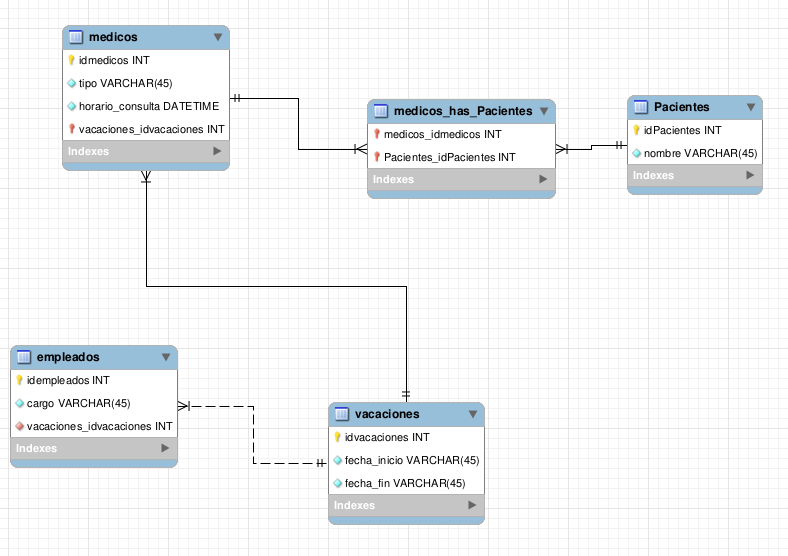 medicos
idmedicos INT
tipo VARCHAR(45)
horario_consulta DATETIME
vacaciones_idvacaciones INT
Indexes
medicos_has_Pacientes
medicos_idmedicos INT
Pacientes_idPacientes INT
Indexes
Pacientes
idPacientes INT
nombre VARCHAR(45)
Indexes
empleados
idempleados INT
cargo VARCHAR(45)
vacaciones_idvacaciones INT
Indexes
vacaciones
idvacaciones INT
fecha_inicio VARCHAR(45)
fecha_fin VARCHAR(45)
Indexes